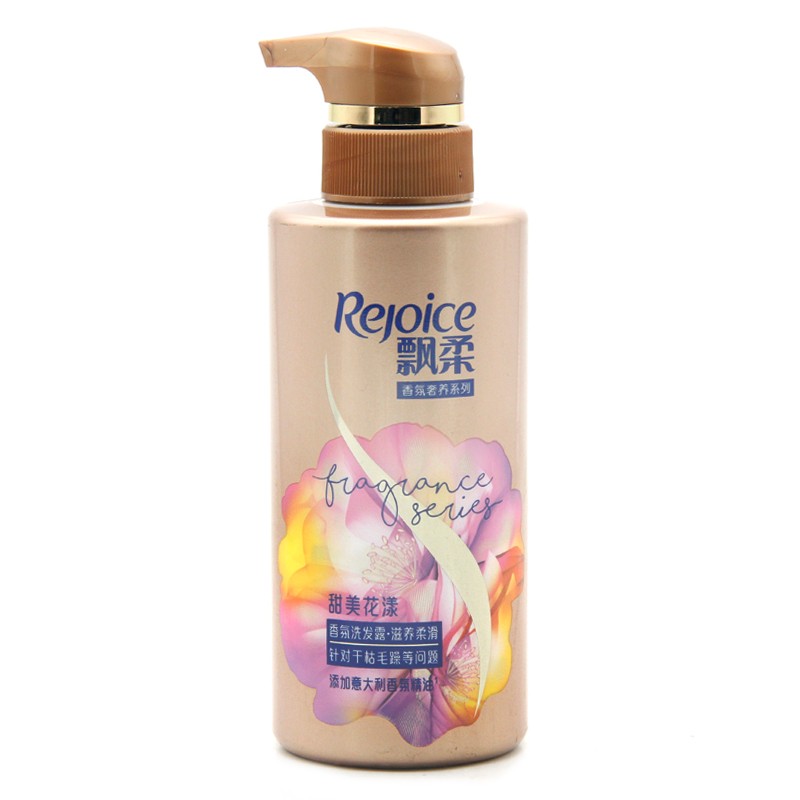 Rejoice
飘柔
香氛奢养系列
fragrance
series
甜美花漾
香氛洗发露·滋养柔滑
针对干枯毛躁等问题
添加意大利香氛精油